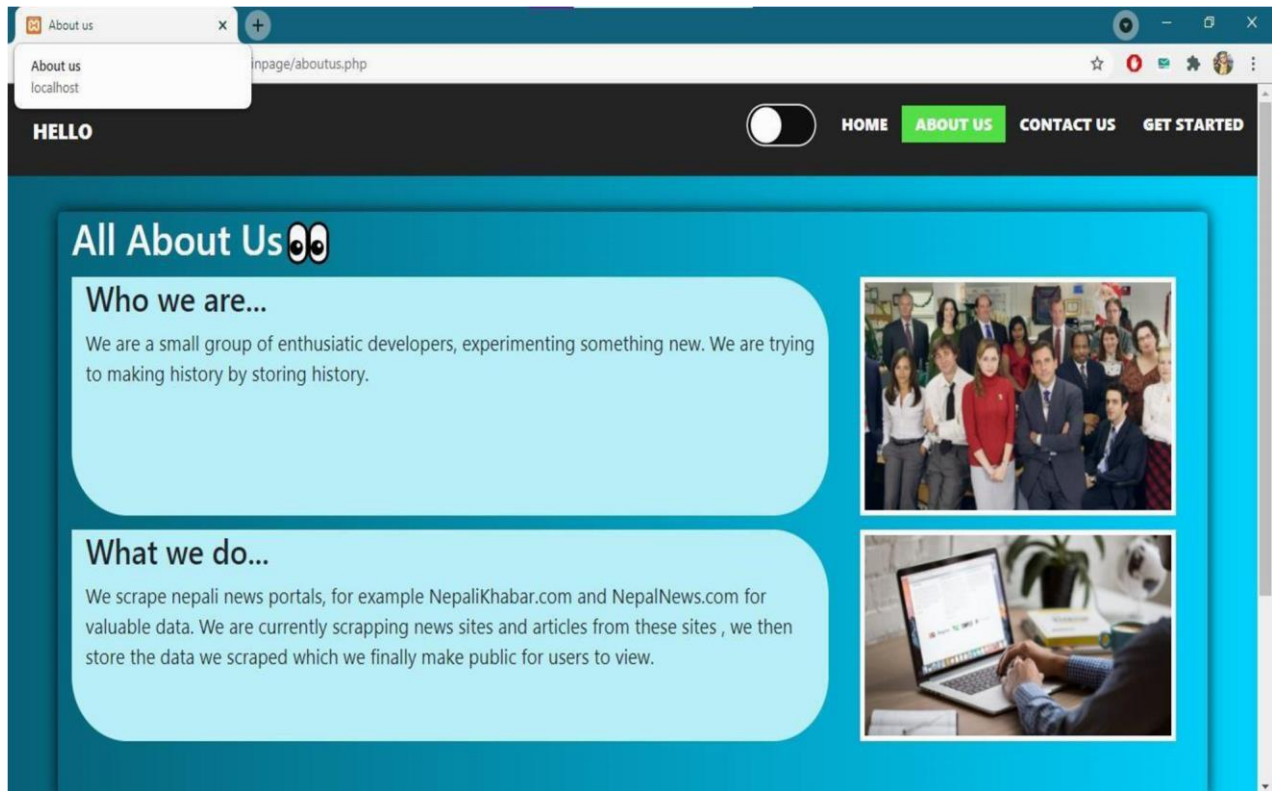 About us
About us
localhost
inpage/aboutus.php
HELLO
HOME ABOUT US CONTACT US GET STARTED
All About Us👀
Who we are...
We are a small group of enthusiatic developers, experimenting something new. We are trying
to making history by storing history.
What we do...
We scrape nepali news portals, for example NepaliKhabar.com and NepalNews.com for
valuable data. We are currently scrapping news sites and articles from these sites , we then
store the data we scraped which we finally make public for users to view.